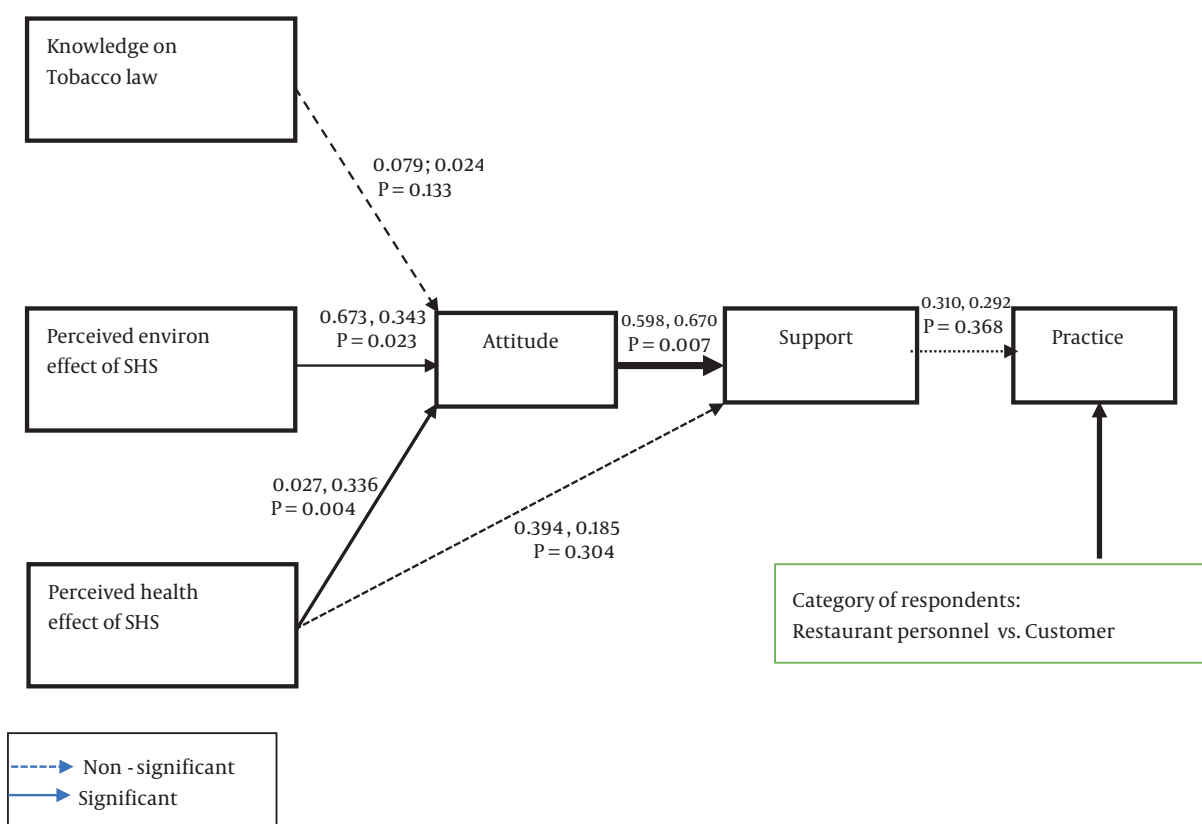 Knowledge on
Tobacco law
0.079; 0.024
P = 0.133
Perceived environ
effect of SHS
0.673, 0.343
P = 0.023
Attitude
0.598, 0.670
P = 0.007
Support
0.310, 0.292
P = 0.368
Practice
0.027, 0.336
P = 0.004
0.394, 0.185
P = 0.304
Perceived health
effect of SHS
Category of respondents:
Restaurant personnel vs. Customer
Non - significant
Significant